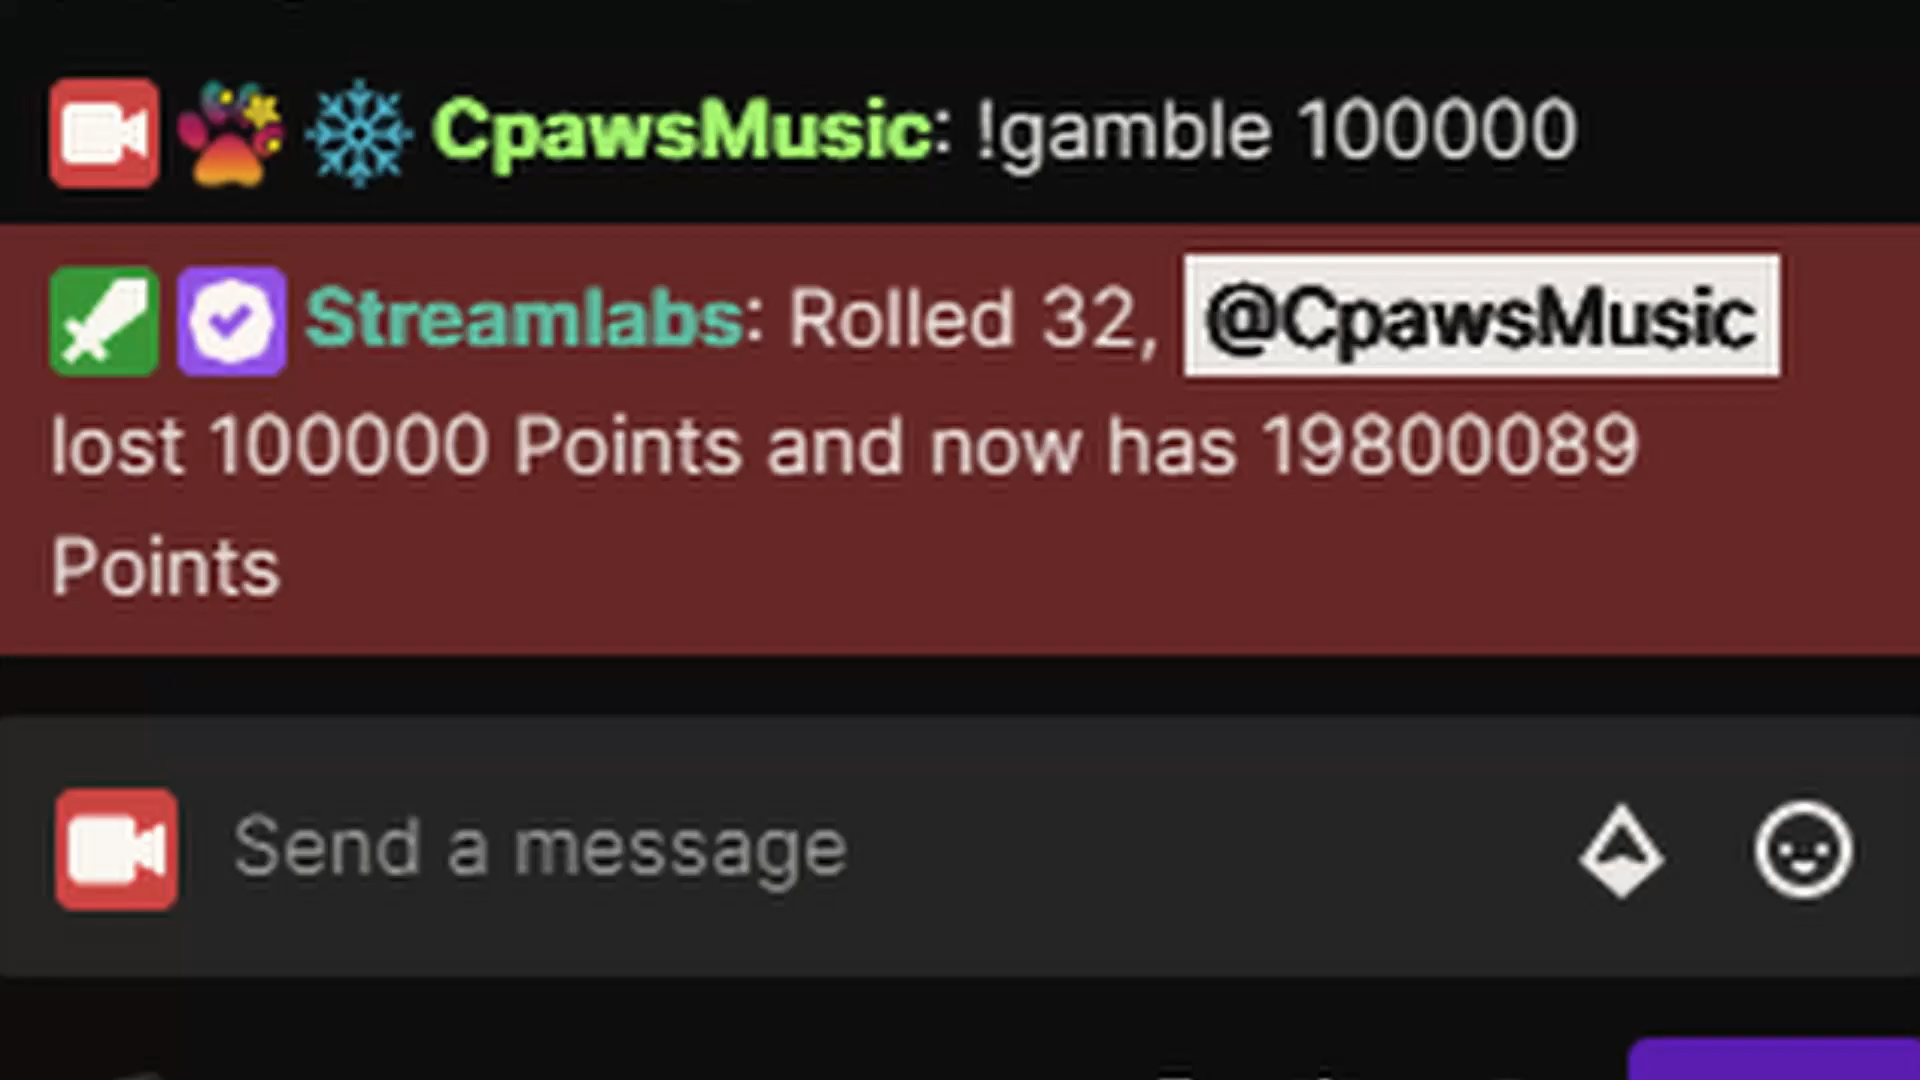 CpawsMusic: !gamble 100000
Streamlabs: Rolled 32, @CpawsMusic
lost 100000 Points and now has 19800089
Points
Send a message